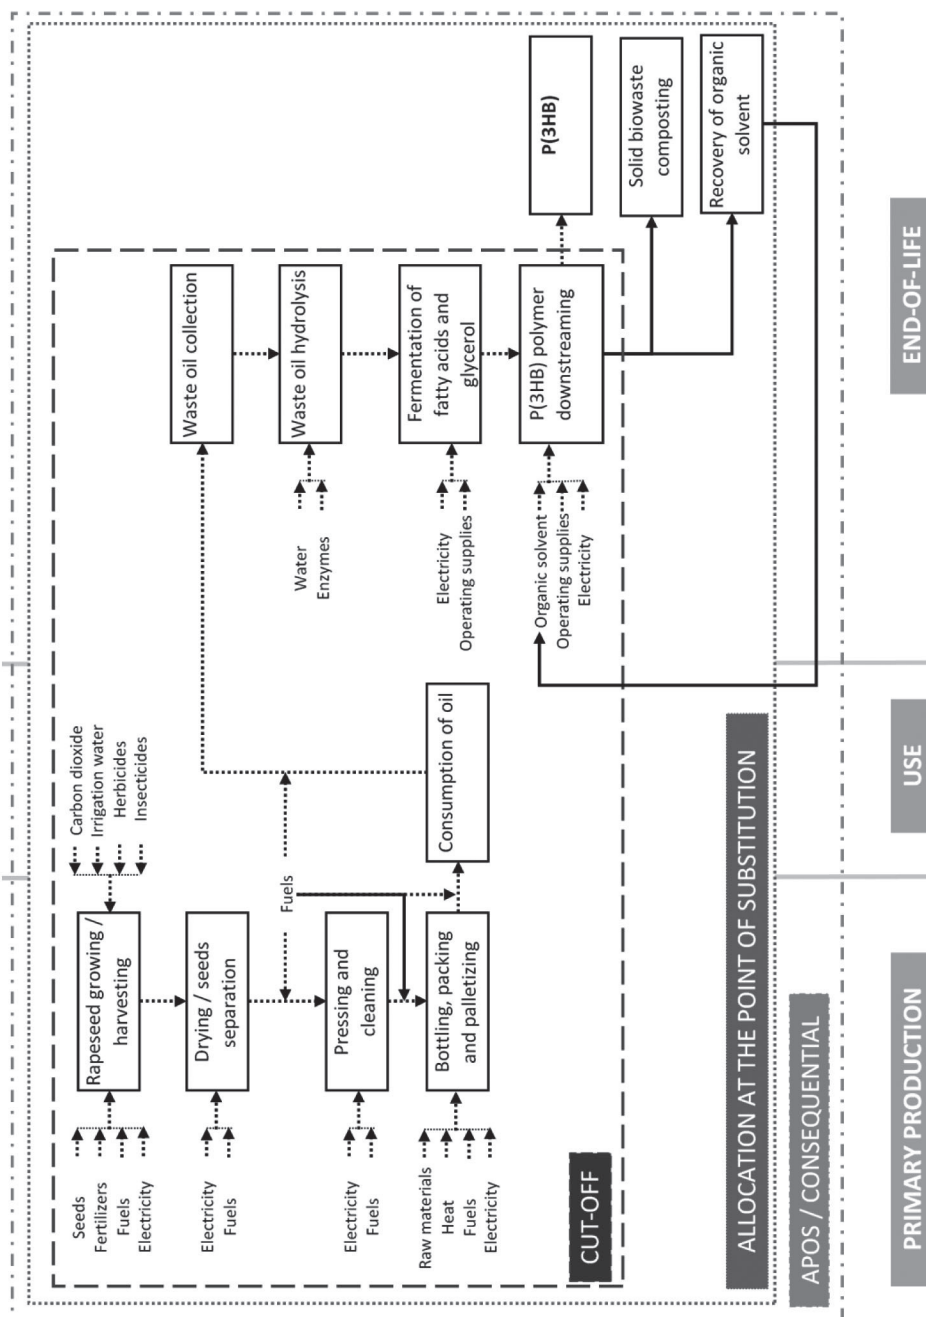 Seeds
Fertilizers
Fuels
Electricity
Rapeseed growing /
harvesting
Carbon dioxide
Irrigation water
Herbicides
Insecticides
Electricity
Fuels
Drying / seeds
separation
Fuels
Electricity
Fuels
Pressing and
cleaning
Raw materials
Heat
Fuels
Electricity
Bottling, packing
and palletizing
Consumption of oil
Waste oil collection
Water
Enzymes
Waste oil hydrolysis
Electricity
Operating supplies
Fermentation of
fatty acids and
glycerol
Organic solvent
Operating supplies
Electricity
P(3HB) polymer
downstreaming
P(3HB)
Solid biowaste
composting
Recovery of organic
solvent
CUT-OFF
ALLOCATION AT THE POINT OF SUBSTITUTION
APOS / CONSEQUENTIAL
PRIMARY PRODUCTION
USE
END-OF-LIFE